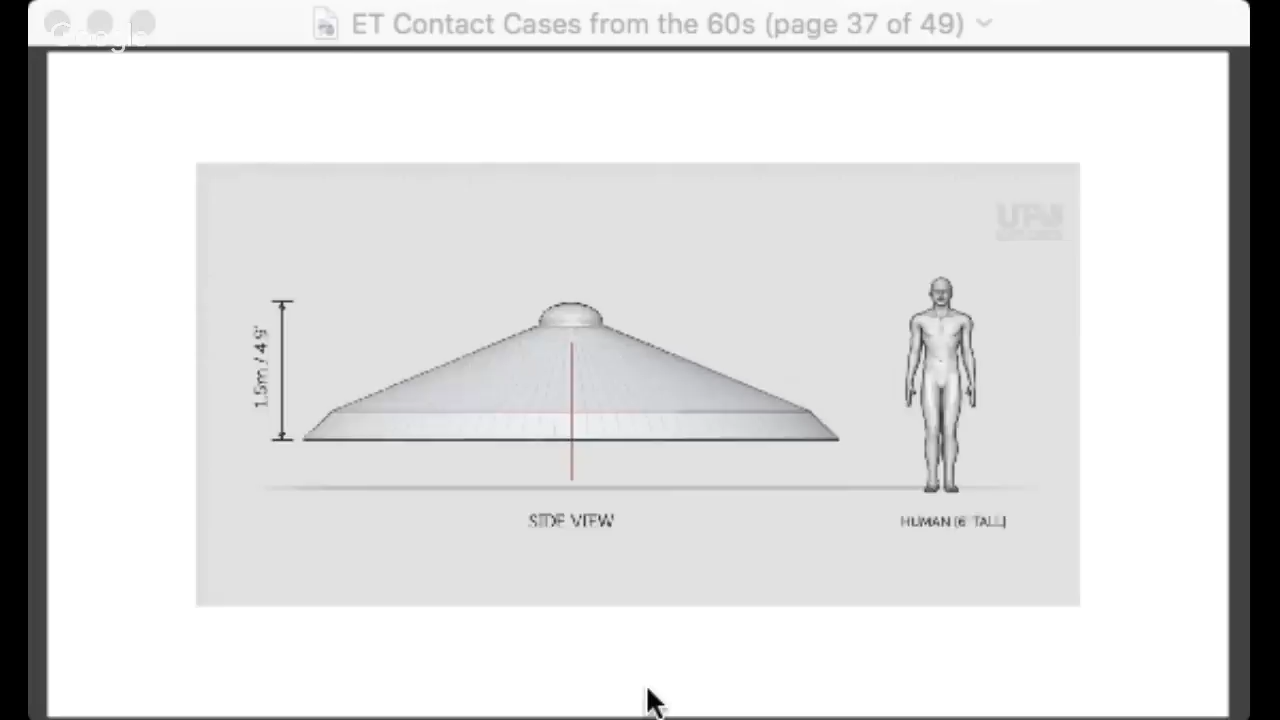 ET Contact Cases from the 60s (page 37 of 49)
Google
1.5m / 4.9'
SIDE VIEW
HUMAN (6' TALL)